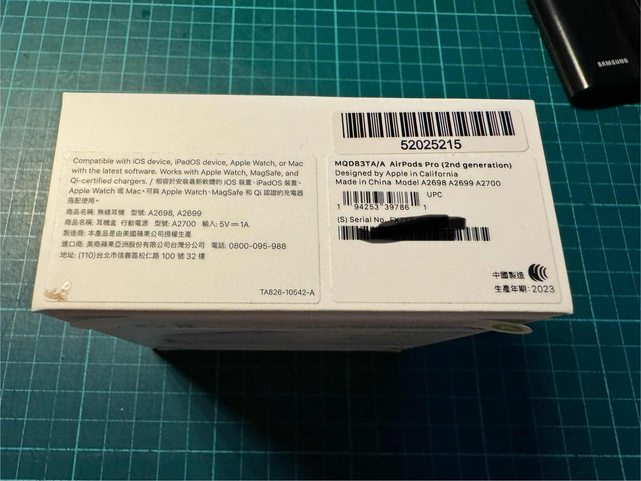 SAMSUNG
52025215
Compatible with iOS device, iPadOS device, Apple Watch, or Mac
with the latest software. Works with Apple Watch, MagSafe, and
Qi-certified chargers. / 相容於安裝最新軟體的 iOS 裝置、iPadOS 裝置、
Apple Watch 或 Mac。可與 Apple Watch、MagSafe 和 Qi 認證的充電器
搭配使用。
商品名稱: 無線耳機 型號: A2698, A2699
商品名稱: 耳機盒 行動電源 型號: A2700 輸入: 5V⎓1A
製造商: 本產品是由美國蘋果公司授權生產
進口商: 美商蘋果亞洲股份有限公司台灣分公司 電話: 0800-095-988
地址: (110)台北市信義區松仁路 100 號 32 樓
TA826-10542-A
MQD83TA/A AirPods Pro (2nd generation)
Designed by Apple in California
Made in China Model A2698 A2699 A2700
UPC
1 94253 39786 1
(S) Serial No.
中國製造
生產年期: 2023